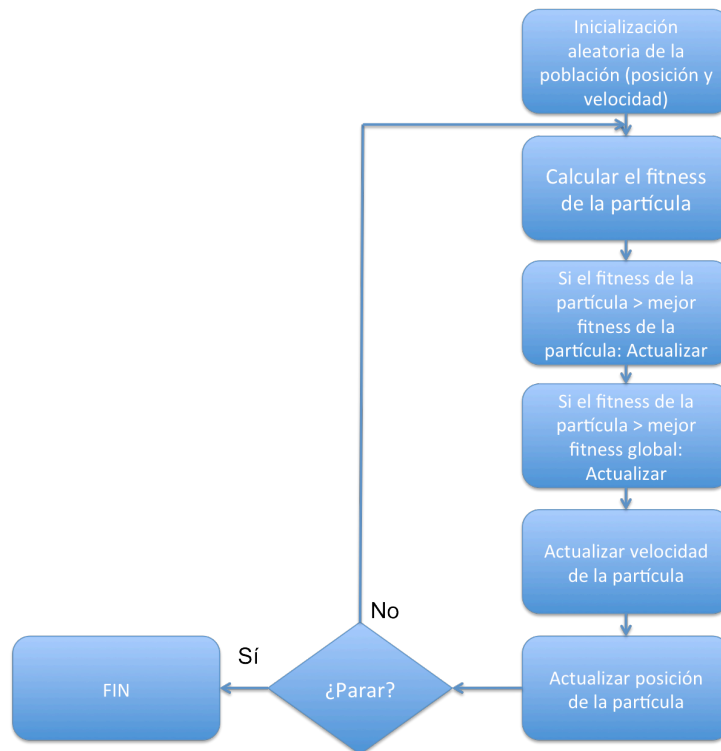 Inicialización
aleatoria de la
población (posición y
velocidad)
Calcular el fitness
de la partícula
Si el fitness de la
partícula > mejor
fitness de la
partícula: Actualizar
Si el fitness de la
partícula > mejor
fitness global:
Actualizar
Actualizar velocidad
de la partícula
Actualizar posición
de la partícula
¿Parar?
No
Sí
FIN